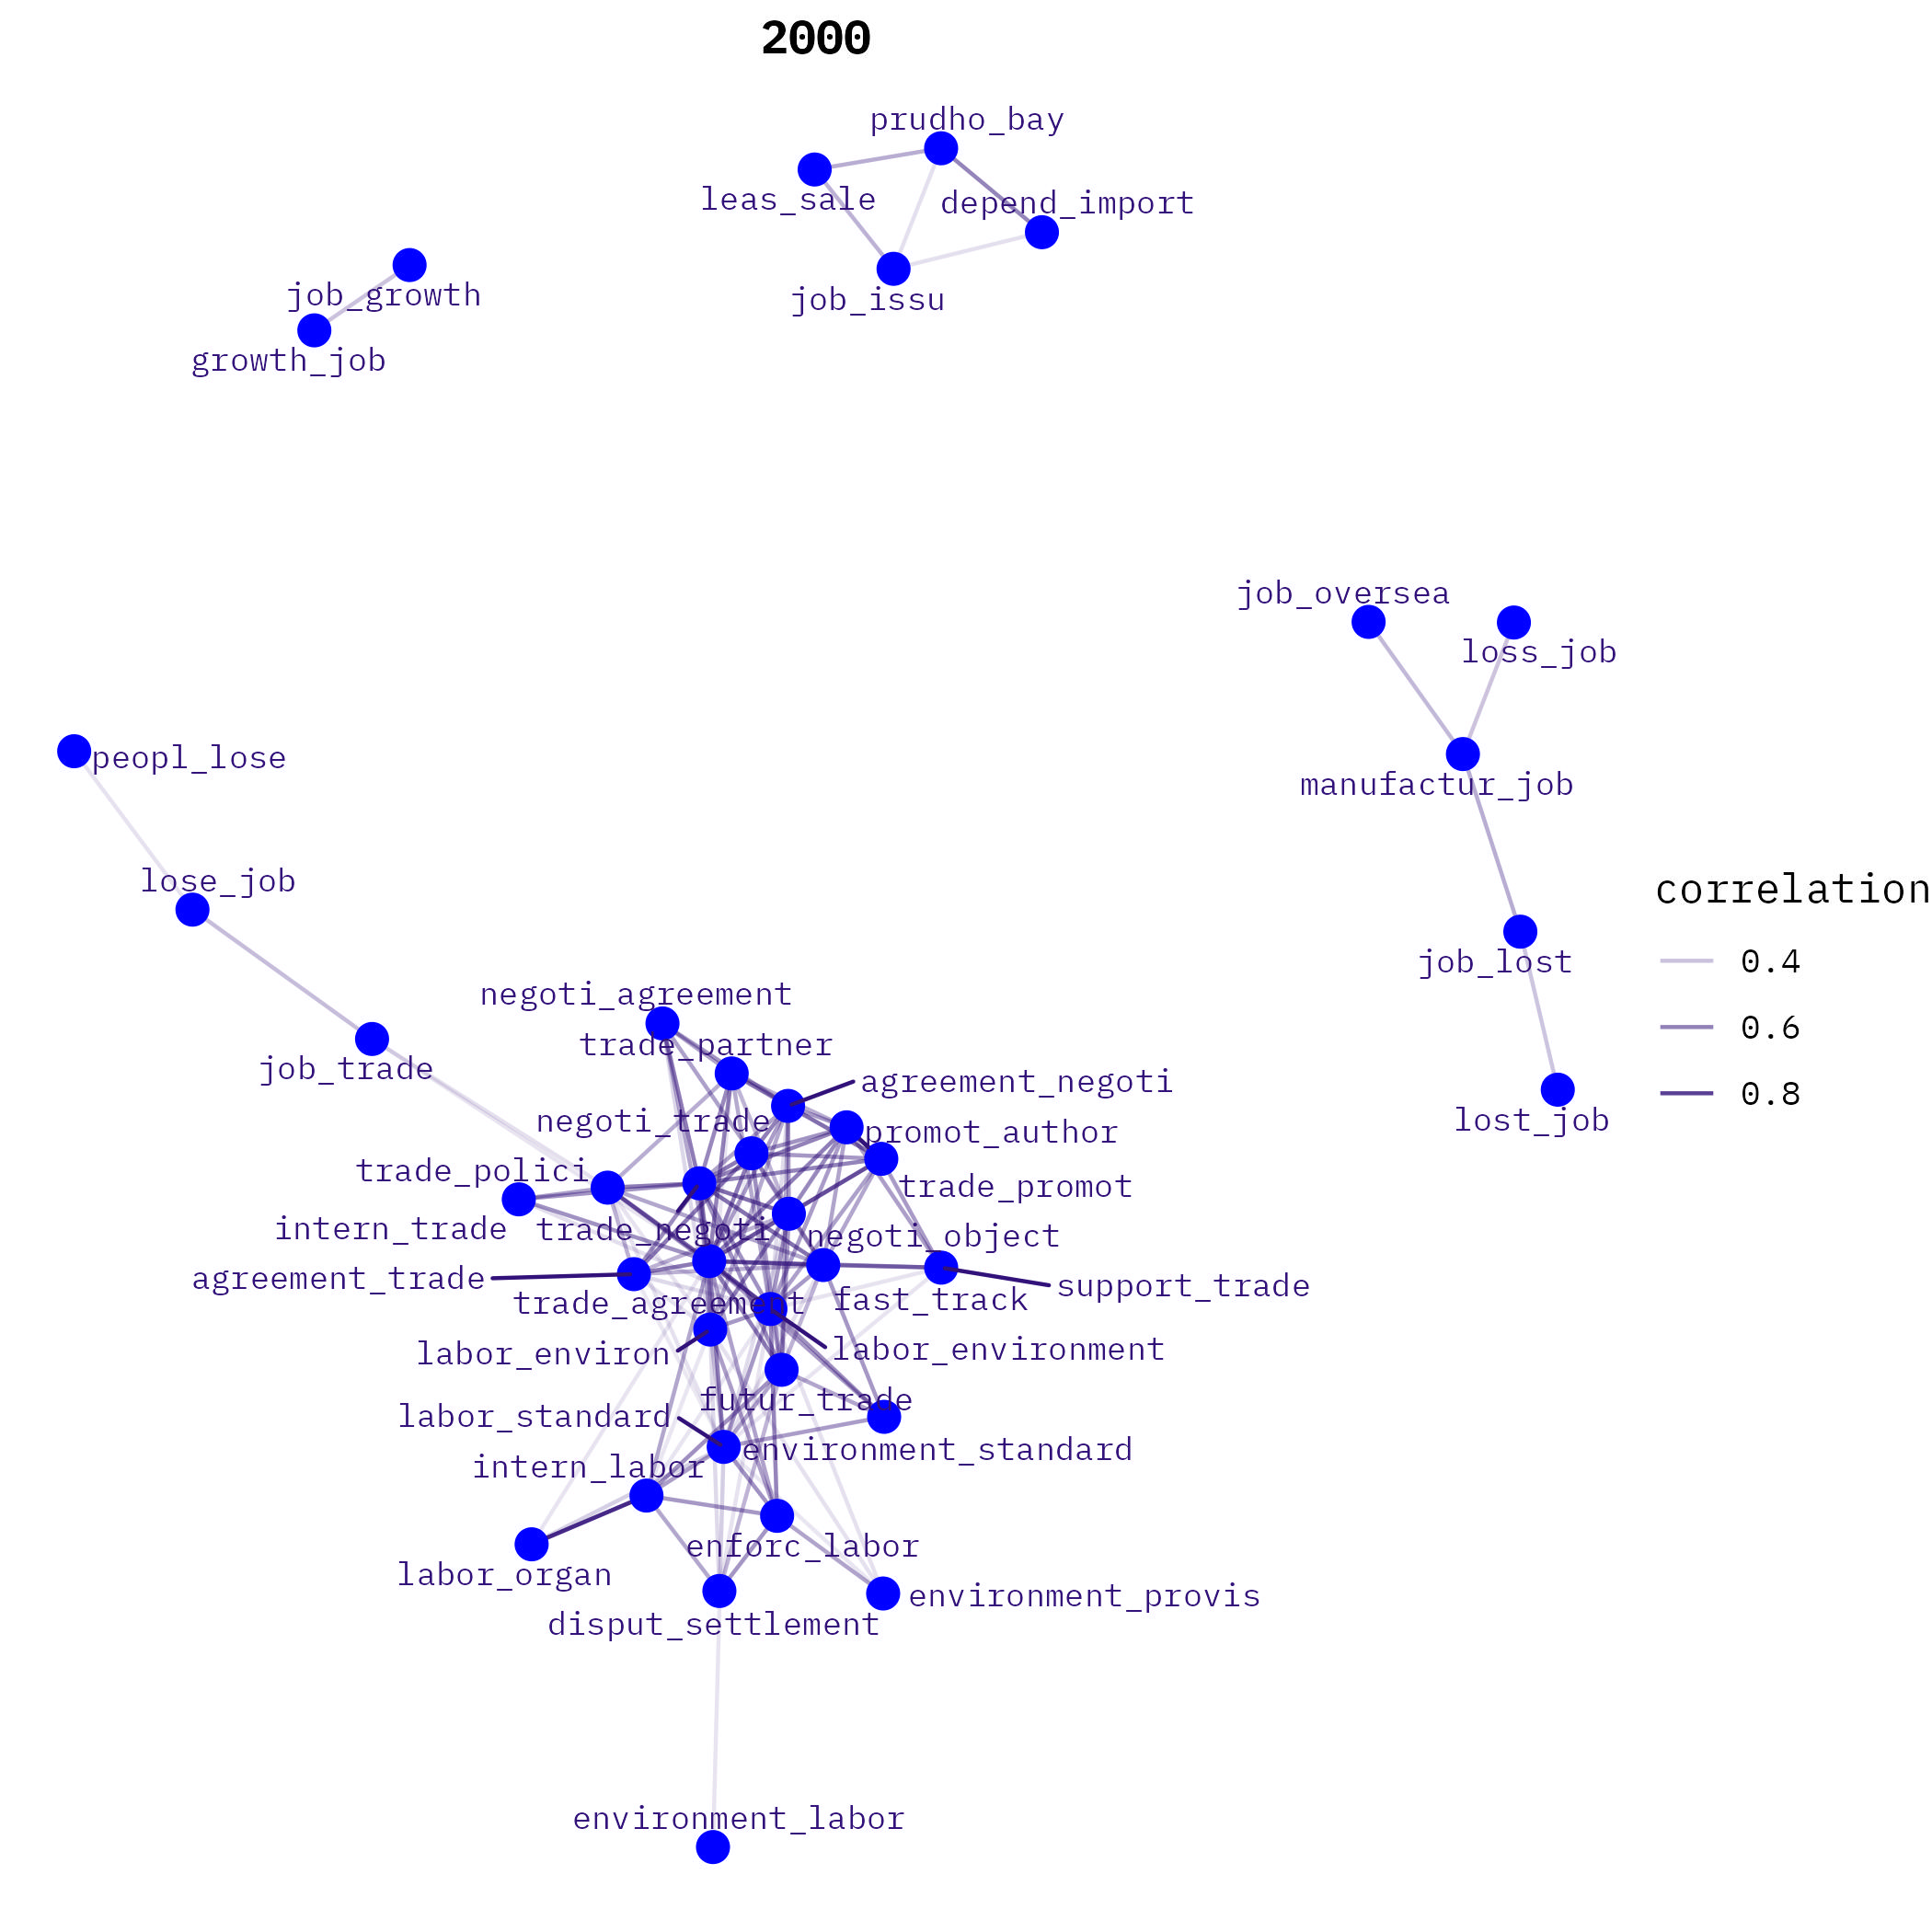 2000
prudho_bay
leas_sale
depend_import
job_growth
job_issu
growth_job
job_oversea
loss_job
peopl_lose
manufactur_job
lose_job
correlation
job_lost
0.4
negoti_agreement
0.6
trade_partner
job_trade
agreement_negoti
0.8
negoti_trade
promot_author
lost_job
trade_polici
trade_promot
intern_trade
trade_negoti
negoti_object
agreement_trade
support_trade
trade_agreement
fast_track
labor_environ
labor_environment
futur_trade
labor_standard
environment_standard
intern_labor
enforc_labor
labor_organ
environment_provis
disput_settlement
environment_labor